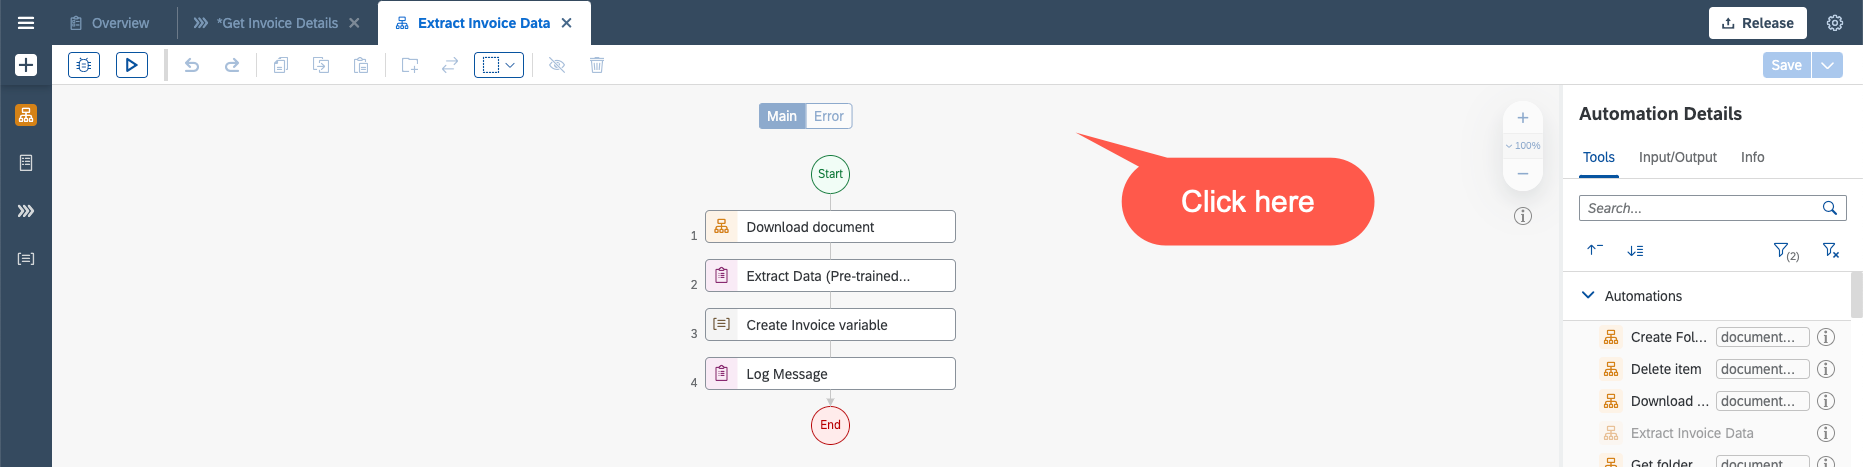 Overview
*Get Invoice Details
Extract Invoice Data
Release
Save
Main
Error
Start
1 Download document
2 Extract Data (Pre-trained...
3 Create Invoice variable
4 Log Message
End
Click here
100%
Automation Details
Tools Input/Output Info
Search...
(2)
Automations
Create Fol... document...
Delete item document...
Download ... document...
Extract Invoice Data
Get folder document...